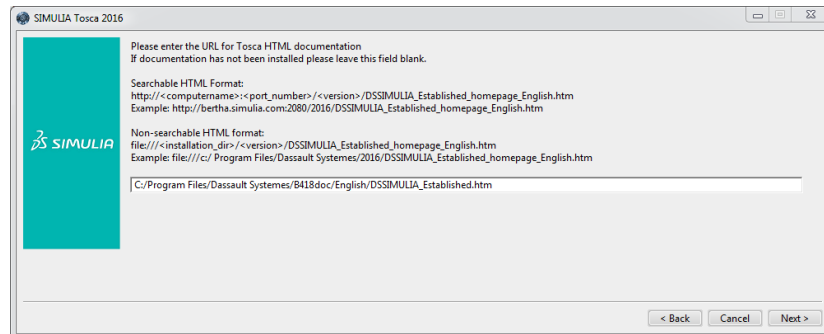 SIMULIA Tosca 2016
Please enter the URL for Tosca HTML documentation
If documentation has not been installed please leave this field blank.
Searchable HTML Format:
http://<computername>:<port_number>/<version>/DSSIMULIA_Established_homepage_English.htm
Example: http://bertha.simulia.com:2080/2016/DSSIMULIA_Established_homepage_English.htm
Non-searchable HTML format:
file:///<installation_dir>/<version>/DSSIMULIA_Established_homepage_English.htm
Example: file:///c:/ Program Files/Dassault Systemes/2016/DSSIMULIA_Established_homepage_English.htm
SIMULIA
C:/Program Files/Dassault Systemes/B418doc/English/DSSIMULIA_Established.htm
< Back Cancel Next >